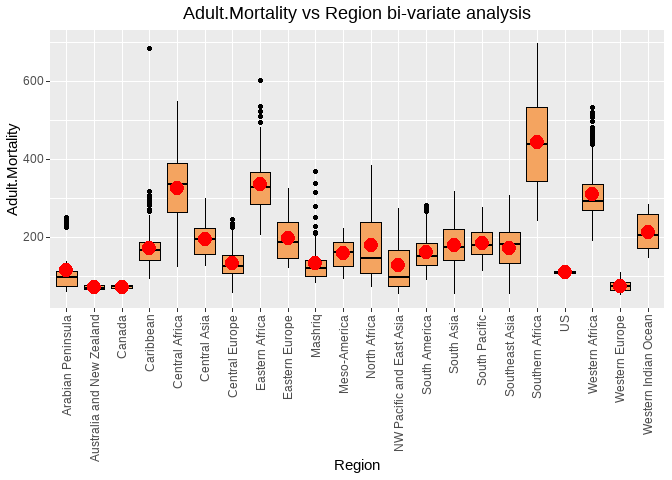 Adult.Mortality vs Region bi-variate analysis
Adult.Mortality
600
400
200
Arabian Peninsula
Australia and New Zealand
Canada
Caribbean
Central Africa
Central Asia
Central Europe
Eastern Africa
Eastern Europe
Mashriq
Meso-America
North Africa
NW Pacific and East Asia
South America
South Asia
South Pacific
Southeast Asia
Southern Africa
US
Western Africa
Western Europe
Western Indian Ocean
Region